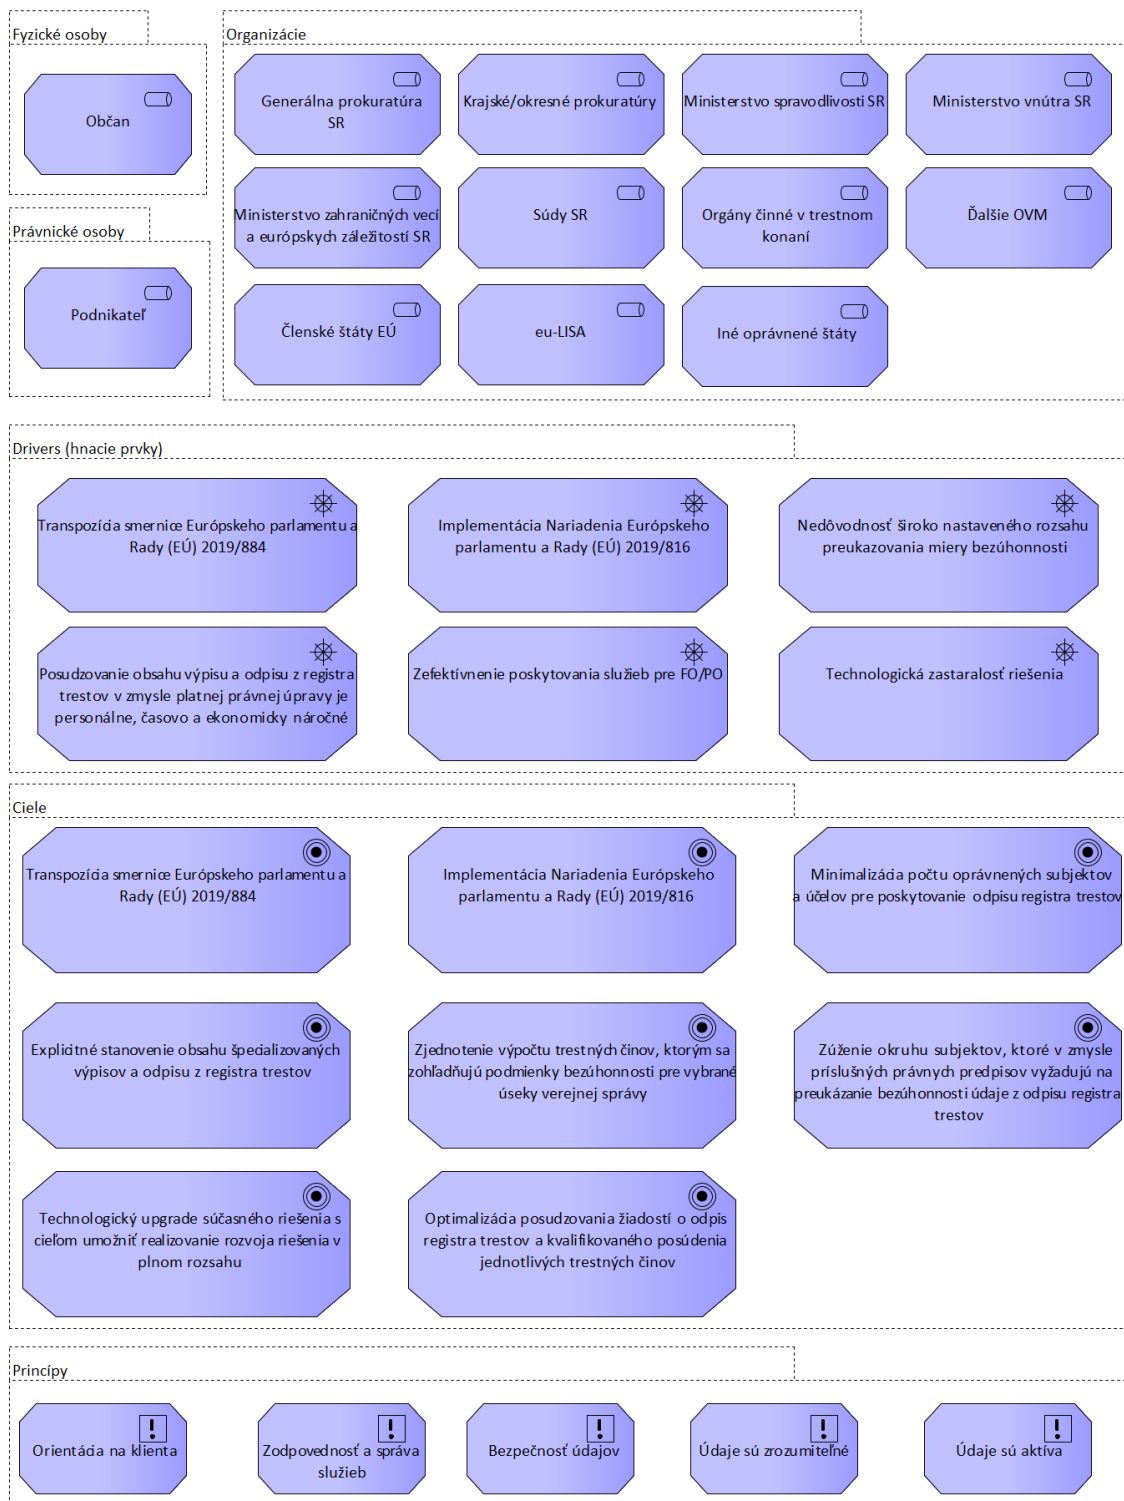 Fyzické osoby
Občan
Právnické osoby
Podnikateľ
Organizácie
Generálna prokuratúra
SR
Krajské/okresné prokuratúry
Ministerstvo spravodlivosti SR
Ministerstvo vnútra SR
Ministerstvo zahraničných vecí
a európskych záležitostí SR
Súdy SR
Orgány činné v trestnom
konaní
Ďalšie OVM
Členské štáty EÚ
eu-LISA
Iné oprávnené štáty
Drivers (hnacie prvky)
Transpozícia smernice Európskeho parlamentu a
Rady (EÚ) 2019/884
Implementácia Nariadenia Európskeho
parlamentu a Rady (EÚ) 2019/816
Nedôvodnosť široko nastaveného rozsahu
preukazovania miery bezúhonnosti
Posudzovanie obsahu výpisu a odpisu z registra
trestov v zmysle platnej právnej úpravy je
personálne, časovo a ekonomicky náročné
Zefektívnenie poskytovania služieb pre FO/PO
Technologická zastaralosť riešenia
Ciele
Transpozícia smernice Európskeho parlamentu a
Rady (EÚ) 2019/884
Implementácia Nariadenia Európskeho
parlamentu a Rady (EÚ) 2019/816
Minimalizácia počtu oprávnených subjektov
a účelov pre poskytovanie odpisu registra trestov
Explicitné stanovenie obsahu špecializovaných
výpisov a odpisu z registra trestov
Zjednotenie výpočtu trestných činov, ktorým sa
zohľadňujú podmienky bezúhonnosti pre vybrané
úseky verejnej správy
Zúženie okruhu subjektov, ktoré v zmysle
príslušných právnych predpisov vyžadujú na
preukázanie bezúhonnosti údaje z odpisu registra
trestov
Technologický upgrade súčasného riešenia s
cieľom umožniť realizovanie rozvoja riešenia v
plnom rozsahu
Optimalizácia posudzovania žiadostí o odpis
registra trestov a kvalifikovaného posúdenia
jednotlivých trestných činov
Princípy
Orientácia na klienta
Zodpovednosť a správa
služieb
Bezpečnosť údajov
Údaje sú zrozumiteľné
Údaje sú aktíva